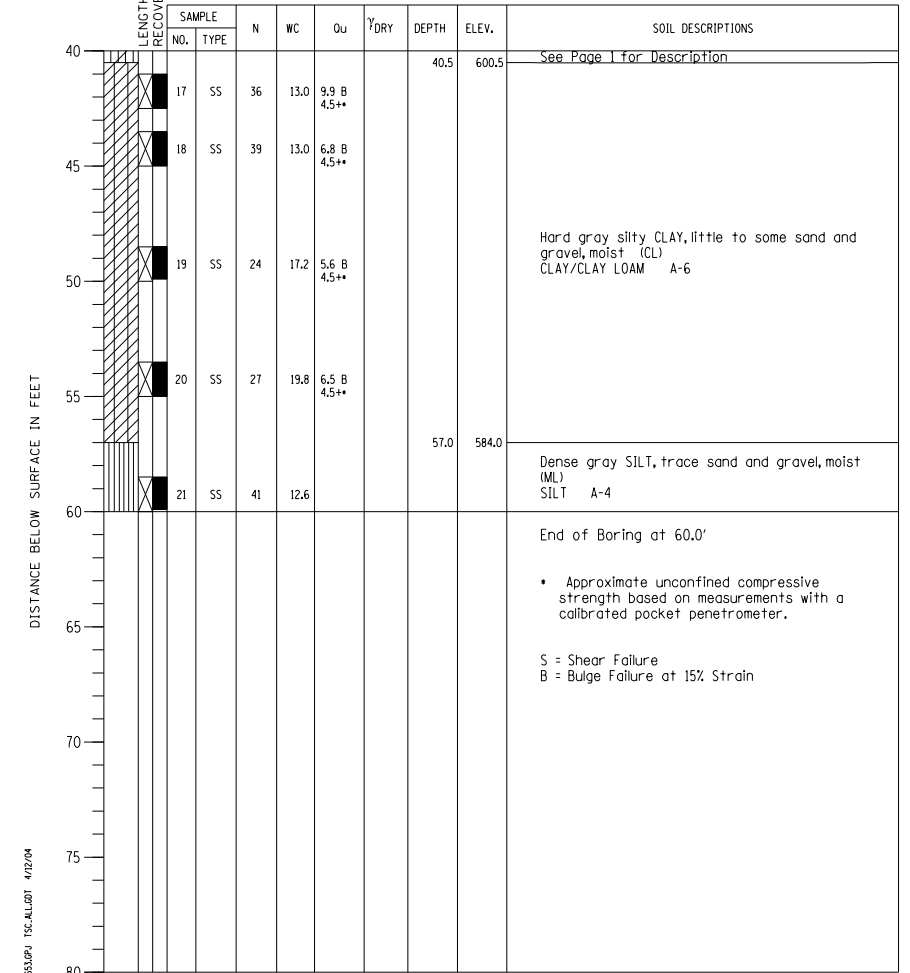 LENGTH
RECOVE
SAMPLE
NO. TYPE N WC Qu γDRY DEPTH ELEV. SOIL DESCRIPTIONS
40
40.5 600.5 See Page 1 for Description
17 SS 36 13.0 9.9 B
4.5+*
18 SS 39 13.0 6.8 B
4.5+*
45
Hard gray silty CLAY, little to some sand and
gravel, moist (CL)
CLAY/CLAY LOAM A-6
19 SS 24 17.2 5.6 B
4.5+*
50
20 SS 27 19.8 6.5 B
4.5+*
55
57.0 584.0
Dense gray SILT, trace sand and gravel, moist
(ML)
SILT A-4
21 SS 41 12.6
60
End of Boring at 60.0'
* Approximate unconfined compressive
strength based on measurements with a
calibrated pocket penetrometer.
65
S = Shear Failure
B = Bulge Failure at 15% Strain
70
75
80
DISTANCE BELOW SURFACE IN FEET
553.GPJ TSC_ALL.GDT 4/12/04